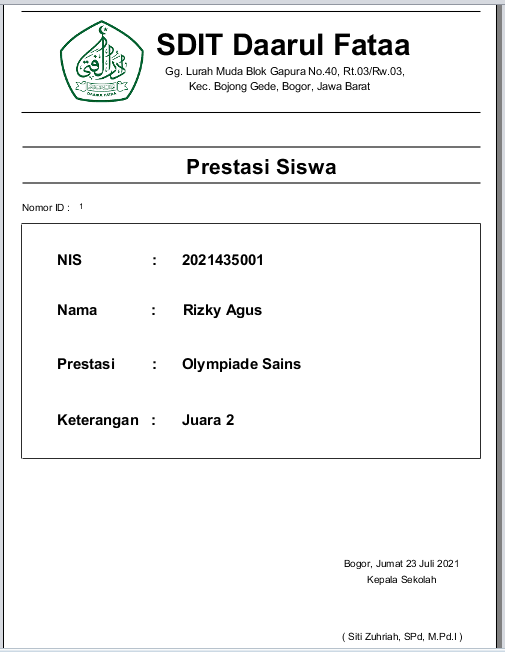 SDIT Daarul Fataa
Gg. Lurah Muda Blok Gapura No.40, Rt.03/Rw.03,
Kec. Bojong Gede, Bogor, Jawa Barat
DAARUL FATAA
Prestasi Siswa
Nomor ID : 1
NIS : 2021435001
Nama : Rizky Agus
Prestasi : Olympiade Sains
Keterangan : Juara 2
Bogor, Jumat 23 Juli 2021
Kepala Sekolah
( Siti Zuhriah, SPd, M.Pd.I )